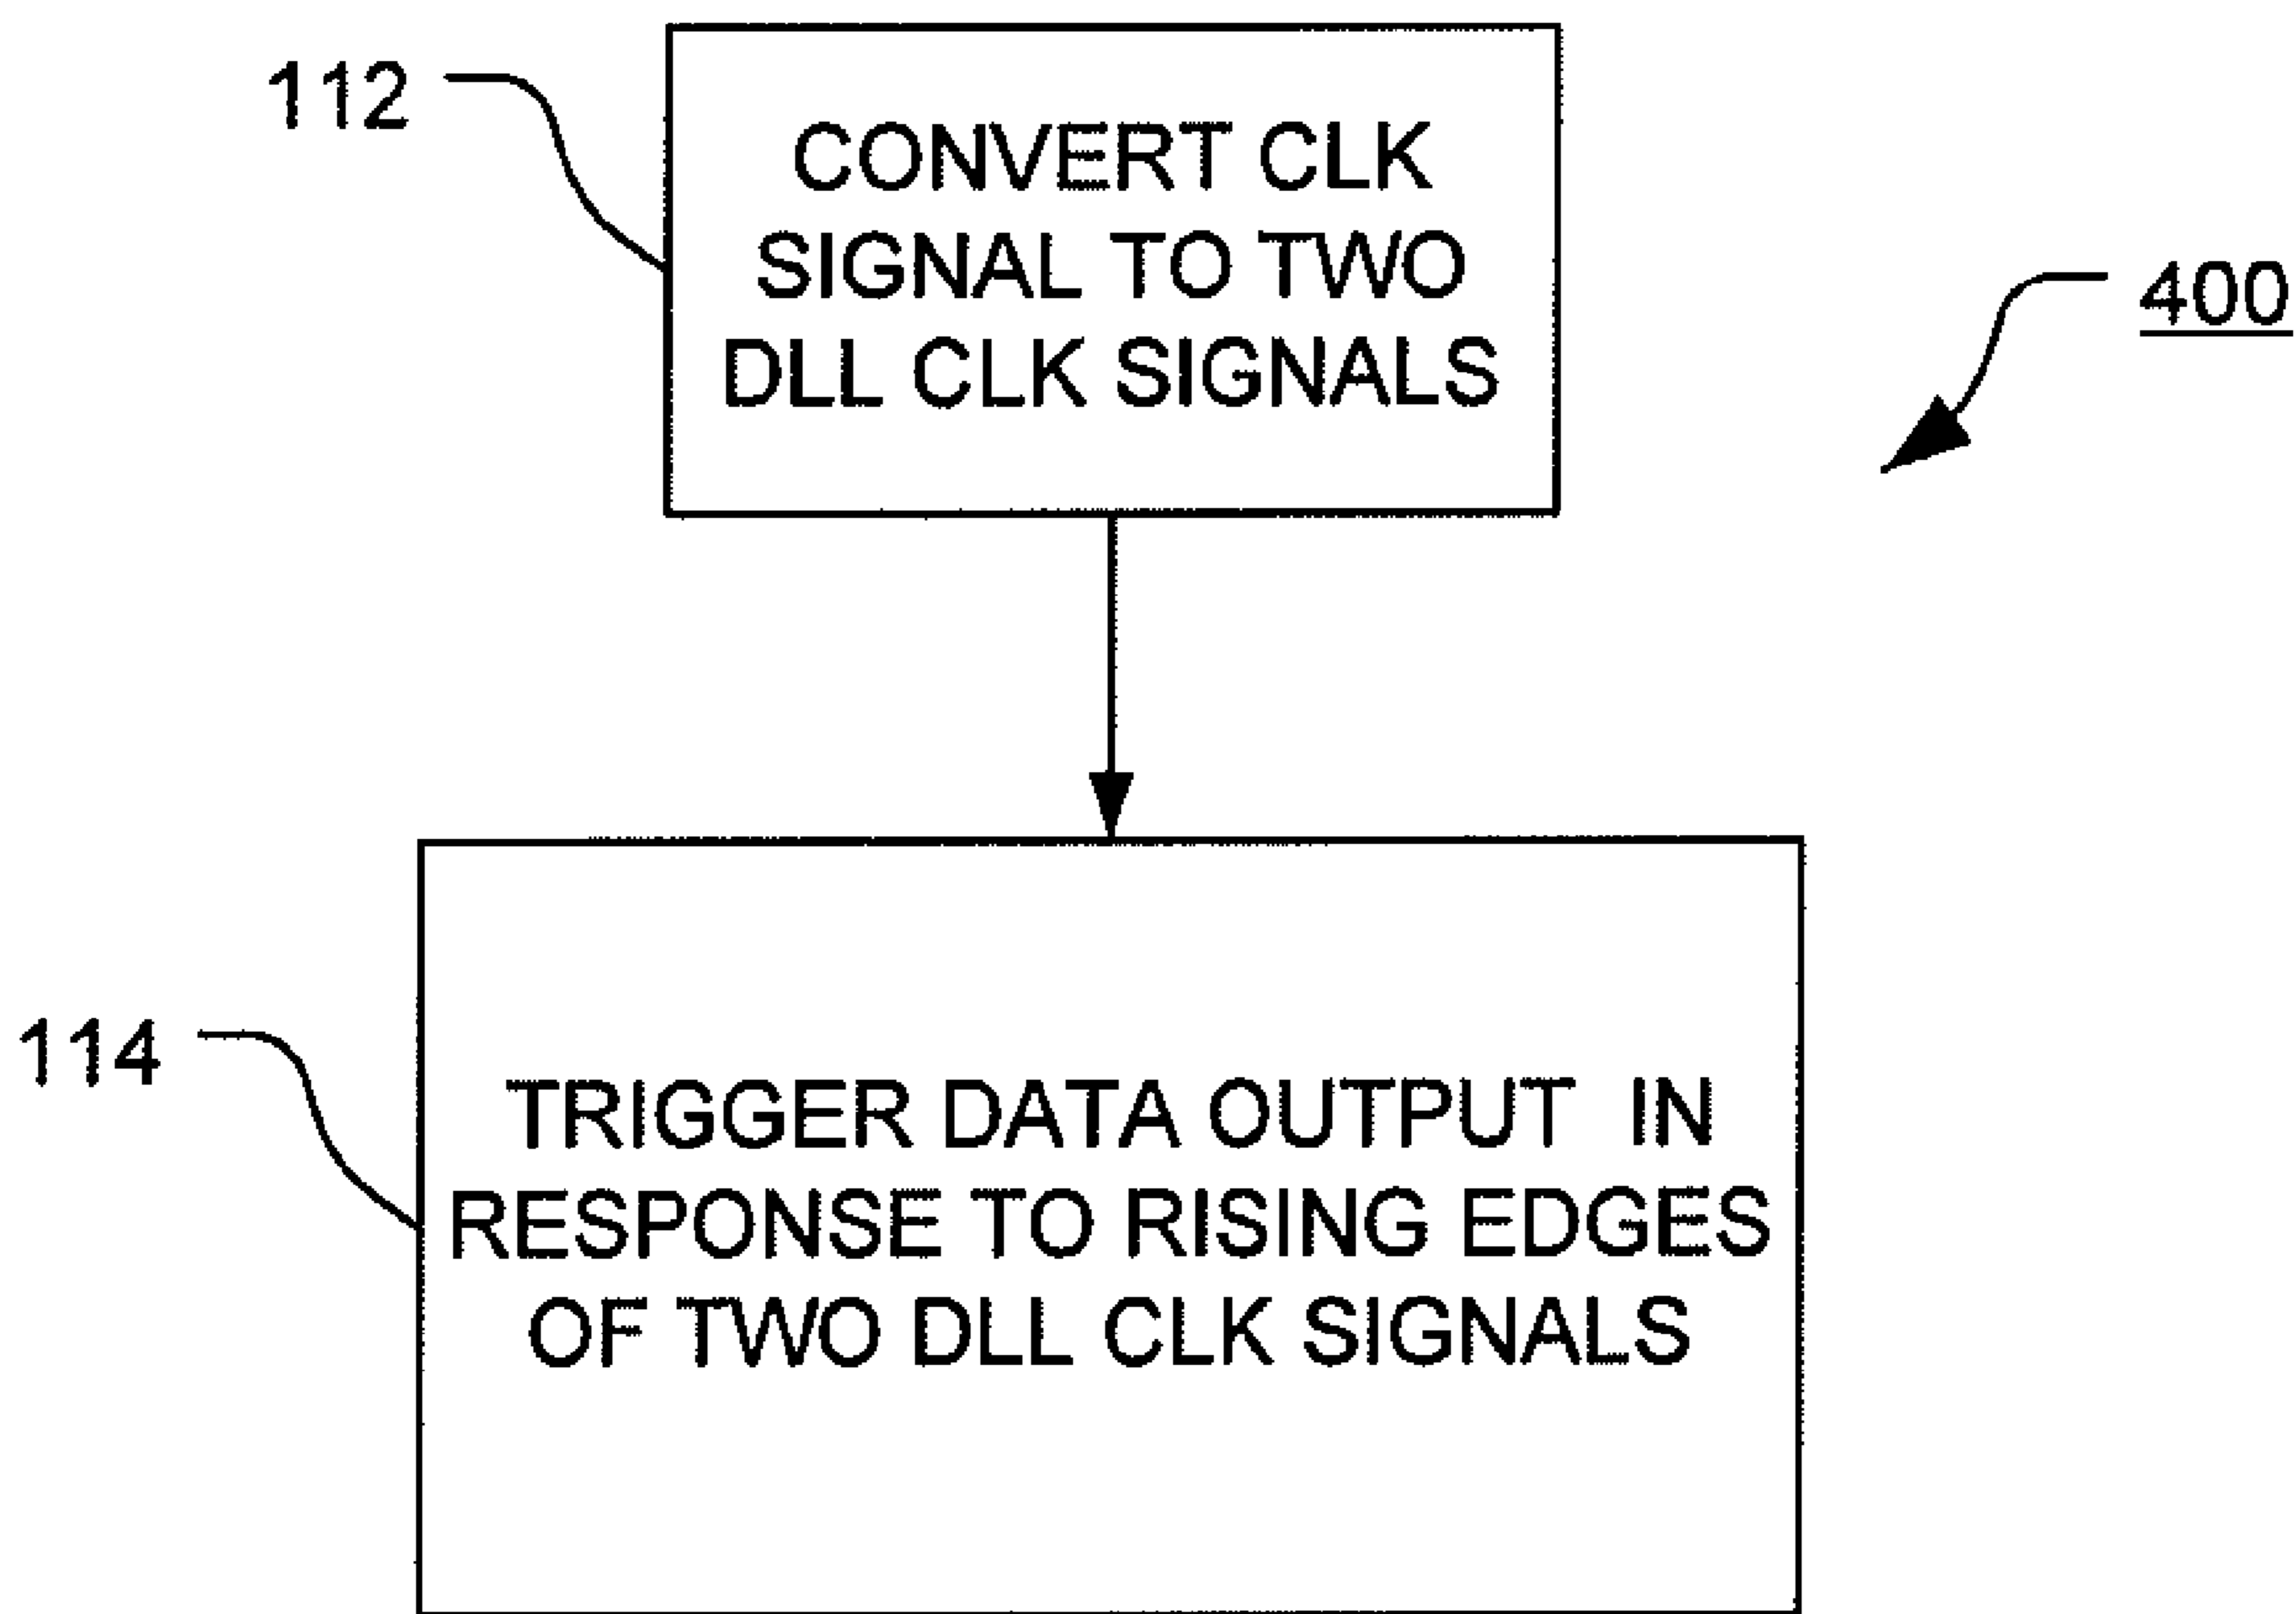 112
CONVERT CLK
SIGNAL TO TWO
DLL CLK SIGNALS
400
114
TRIGGER DATA OUTPUT IN
RESPONSE TO RISING EDGES
OF TWO DLL CLK SIGNALS